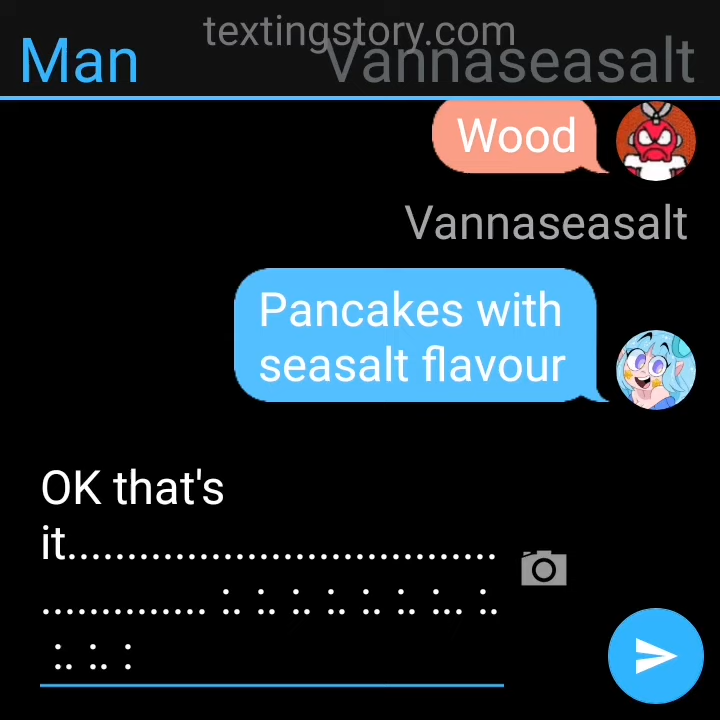 textingstory.com
Man Vannaseasalt
Wood
Vannaseasalt
Pancakes with
seasalt flavour
OK that's
it....................................
.............. :. :. :. :. :. :. :... :.
:. :. :